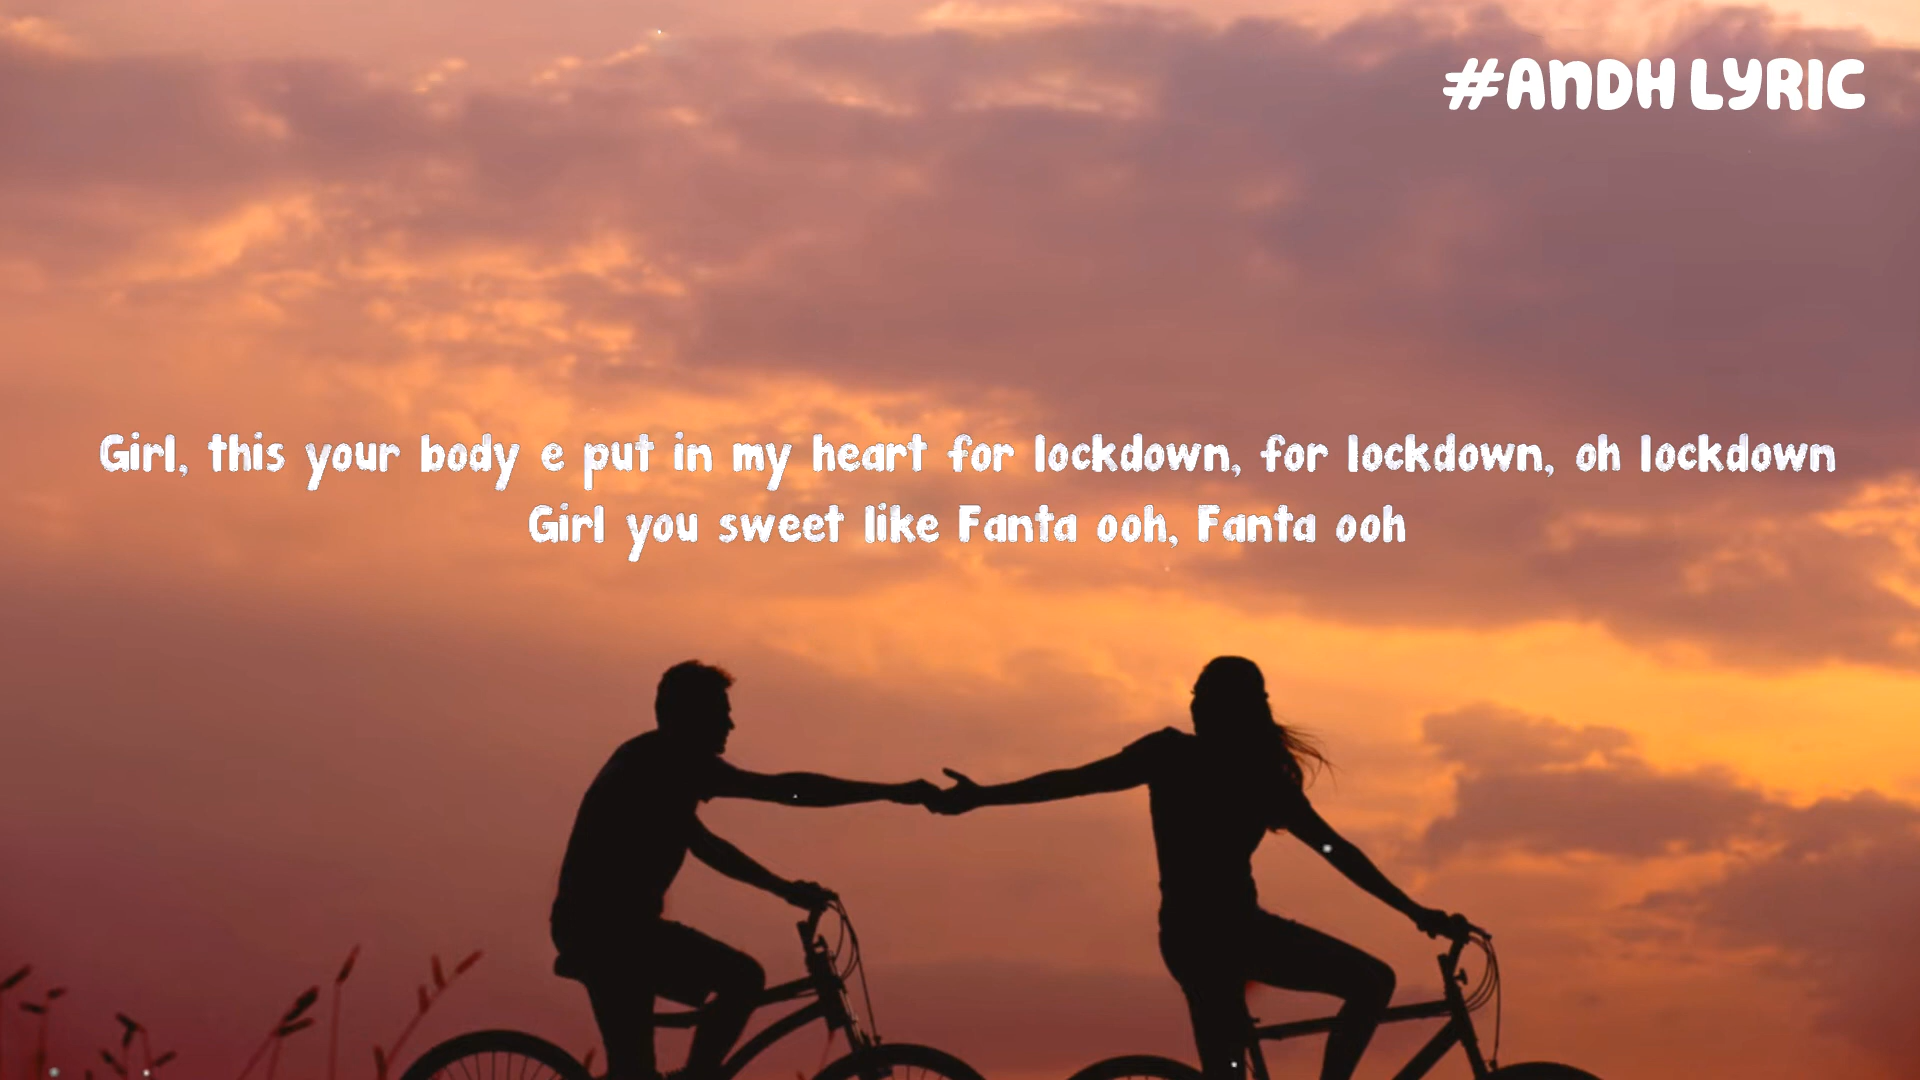 #ANDH LYRIC
Girl, this your body e put in my heart for lockdown, for lockdown, oh lockdown
Girl you sweet like Fanta ooh, Fanta ooh